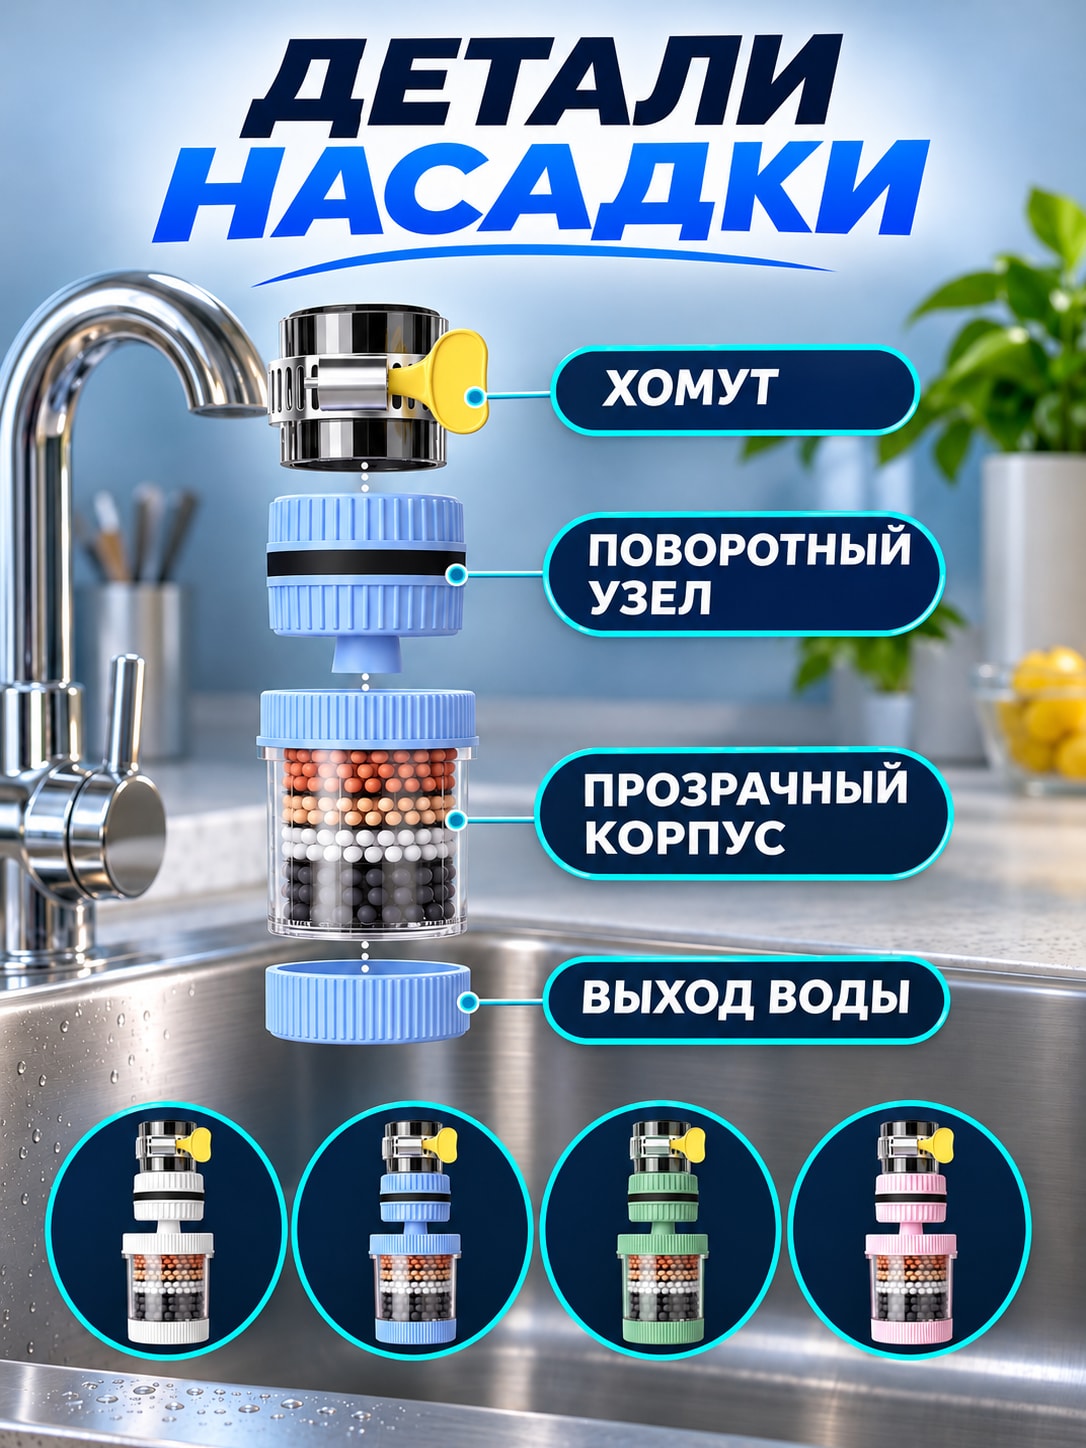 ДЕТАЛИ
НАСАДКИ
ХОМУТ
ПОВОРОТНЫЙ
УЗЕЛ
ПРОЗРАЧНЫЙ
КОРПУС
ВЫХОД ВОДЫ